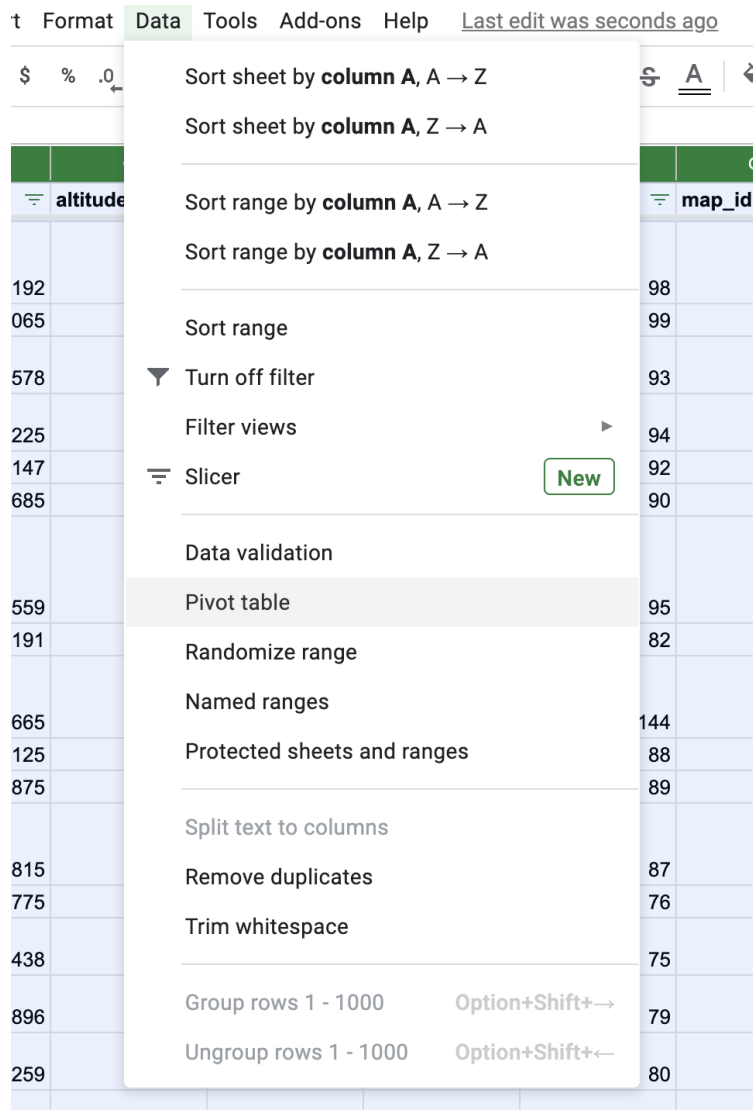 t Format Data Tools Add-ons Help Last edit was seconds ago
$ % .0 S A
altitude map_id
Sort sheet by column A, A → Z
Sort sheet by column A, Z → A
Sort range by column A, A → Z
Sort range by column A, Z → A
Sort range
Turn off filter
Filter views ►
Slicer New
Data validation
Pivot table
Randomize range
Named ranges
Protected sheets and ranges
Split text to columns
Remove duplicates
Trim whitespace
Group rows 1 - 1000 Option+Shift+→
Ungroup rows 1 - 1000 Option+Shift+←
192 98
065 99
578 93
225 94
147 92
685 90
559 95
191 82
665 144
125 88
875 89
815 87
775 76
438 75
896 79
259 80